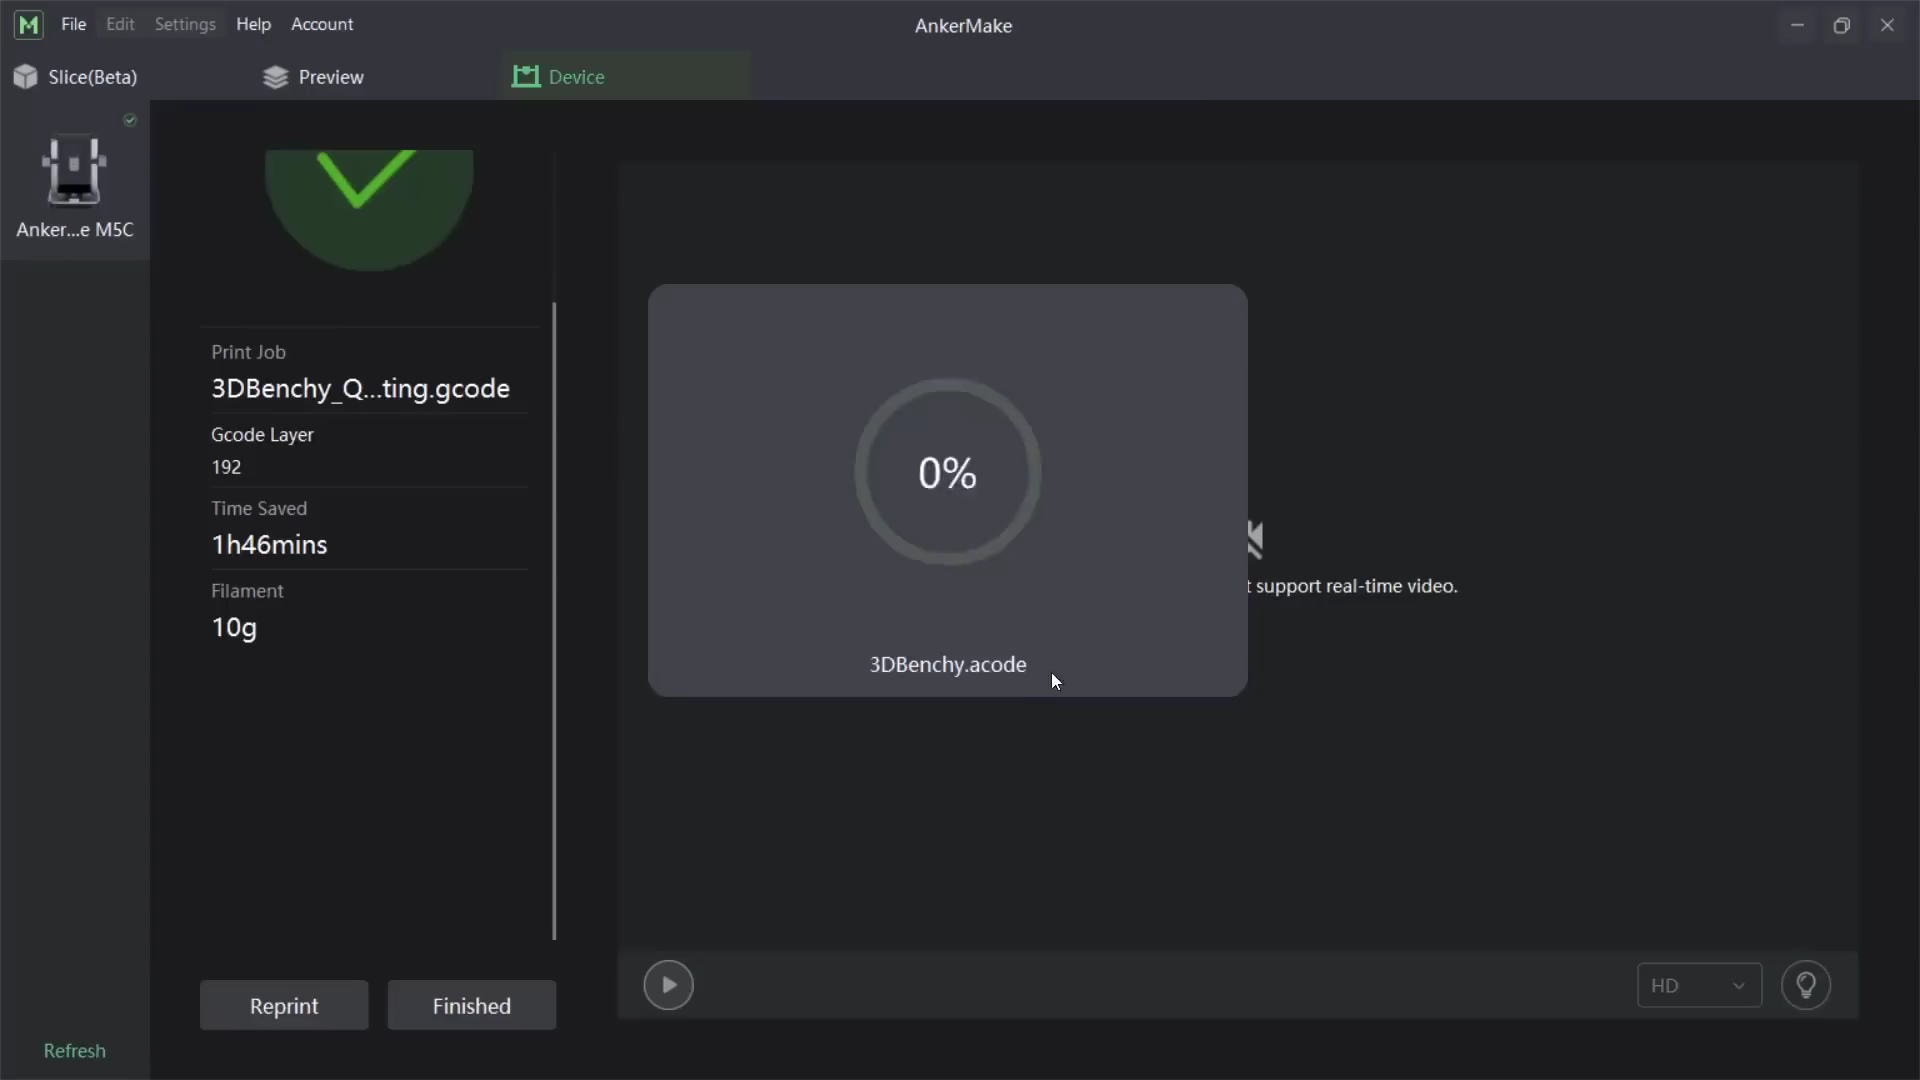 File Edit Settings Help Account
AnkerMake
Slice(Beta)
Preview
Device
Anker...e M5C
Print Job
3DBenchy_Q...ting.gcode
Gcode Layer
192
Time Saved
1h46mins
Filament
10g
0%
3DBenchy.acode
t support real-time video.
Reprint
Finished
HD
Refresh